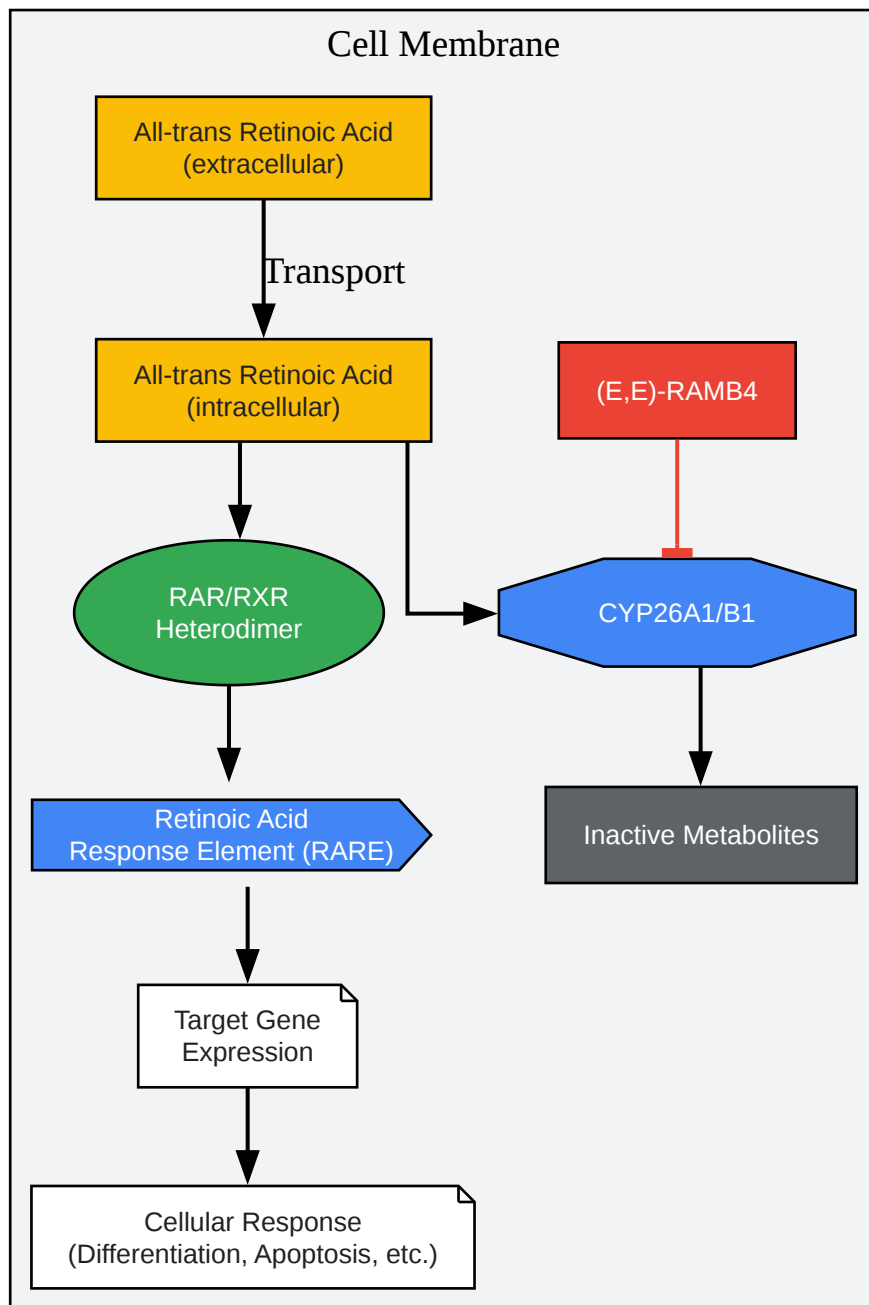 Cell Membrane
All-trans Retinoic Acid
(extracellular)
Transport
All-trans Retinoic Acid
(intracellular)
(E,E)-RAMB4
RAR/RXR
Heterodimer
CYP26A1/B1
Retinoic Acid
Response Element (RARE)
Inactive Metabolites
Target Gene
Expression
Cellular Response
(Differentiation, Apoptosis, etc.)